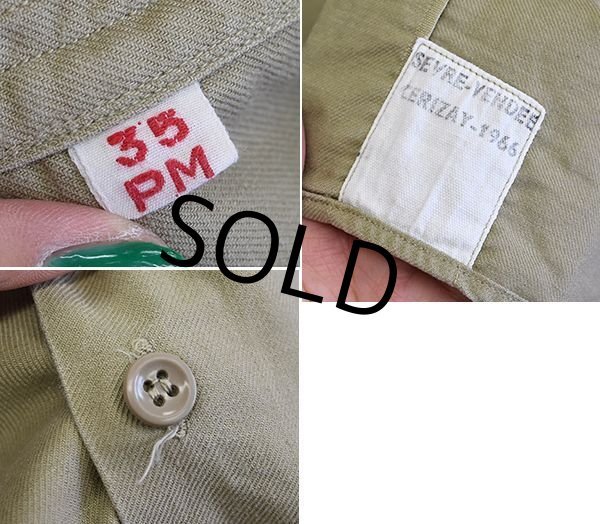 35
PM
SEVRE-VENDEE
CERIZAY-1966
SOLD